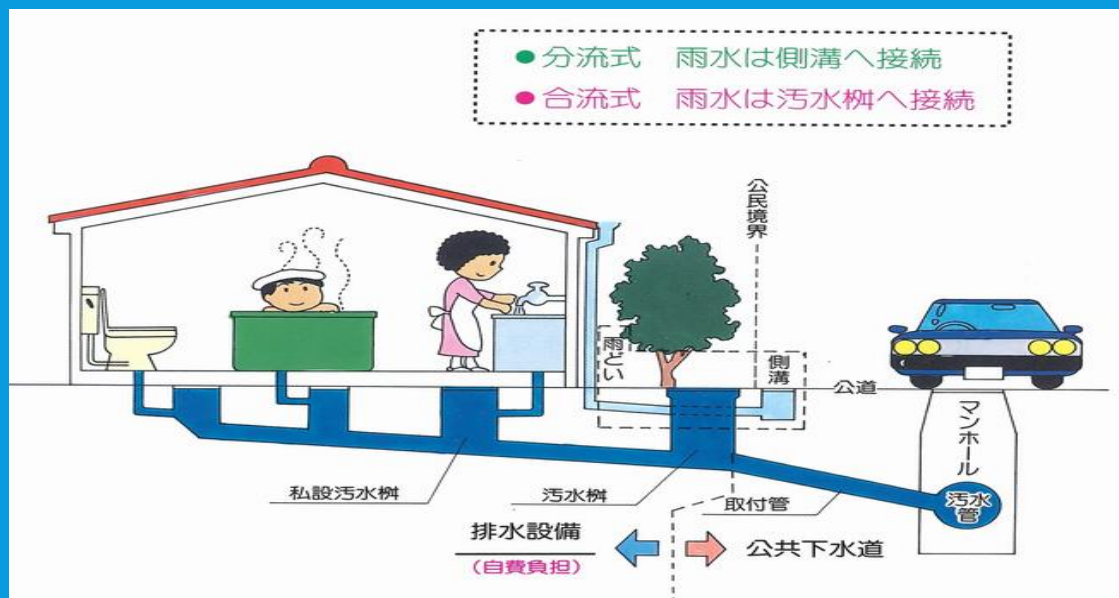 ●分流式　雨水は側溝へ接続
●合流式　雨水は汚水桝へ接続
公民境界
雨どい
側溝
公道
マンホール
汚水
管
私設汚水桝
汚水桝
取付管
排水設備
(自費負担)
公共下水道